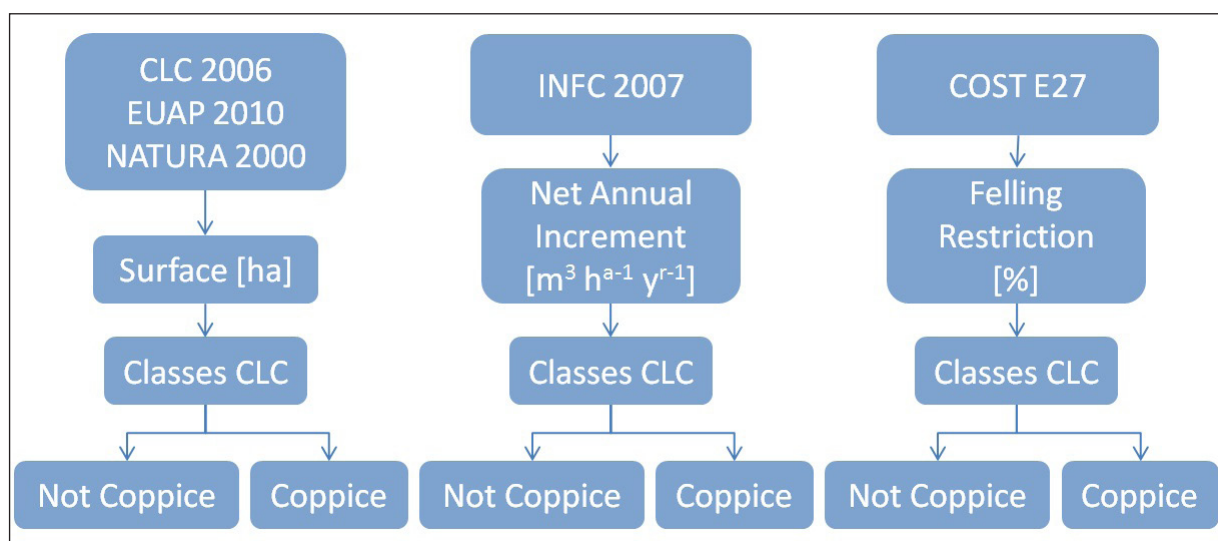 CLC 2006
EUAP 2010
NATURA 2000
Surface [ha]
Classes CLC
Not Coppice
Coppice
INFC 2007
Net Annual
Increment
[m³ hᵃ⁻¹ yʳ⁻¹]
Classes CLC
Not Coppice
Coppice
COST E27
Felling
Restriction
[%]
Classes CLC
Not Coppice
Coppice